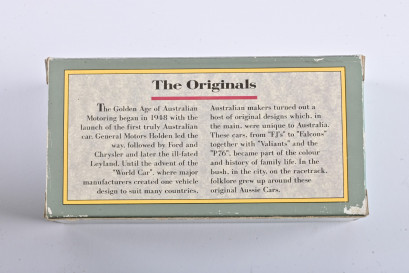 The Originals
The Golden Age of Australian
Motoring began in 1948 with the
launch of the first truly Australian
car. General Motors Holden led the
way, followed by Ford and
Chrysler and later the ill-fated
Leyland. Until the advent of the
"World Car", where major
manufacturers created one vehicle
design to suit many countries,
Australian makers turned out a
host of original designs which, in
the main, were unique to Australia.
These cars, from "FJ's" to "Falcons"
together with "Valiants" and the
"P76", became part of the colour
and history of family life. In the
bush, in the city, on the racetrack,
folklore grew up around these
original Aussie Cars.